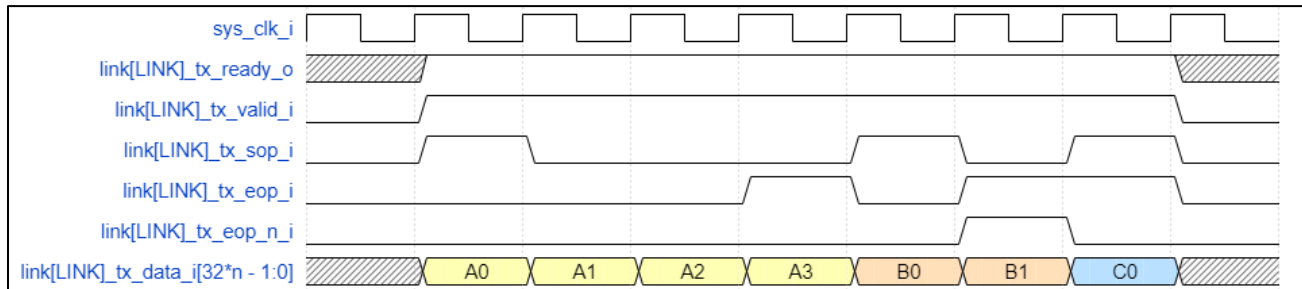 sys_clk_i
link[LINK]_tx_ready_o
link[LINK]_tx_valid_i
link[LINK]_tx_sop_i
link[LINK]_tx_eop_i
link[LINK]_tx_eop_n_i
link[LINK]_tx_data_i[32*n - 1:0] A0 A1 A2 A3 B0 B1 C0